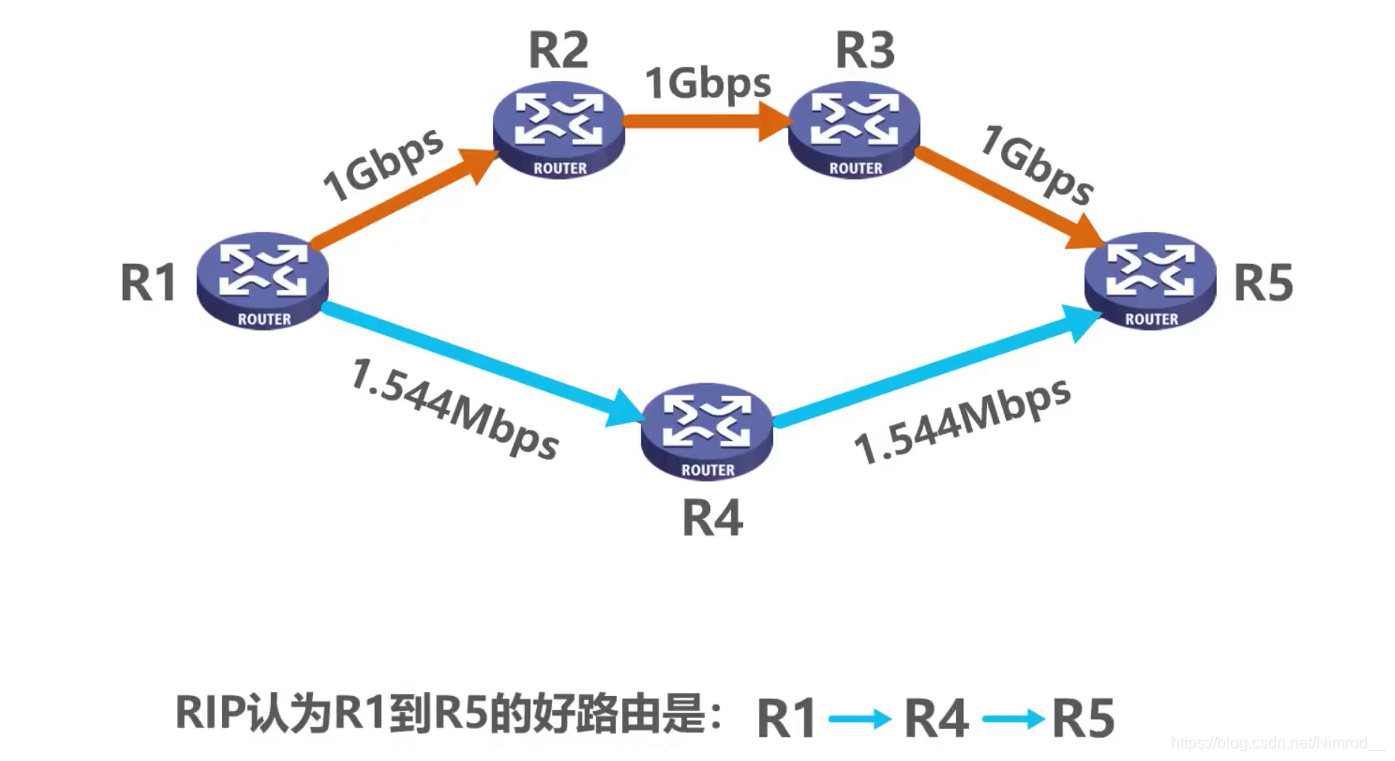 R2
R3
1Gbps
ROUTER
ROUTER
1Gbps
1Gbps
R1
ROUTER
R5
ROUTER
1.544Mbps
1.544Mbps
ROUTER
R4
RIP认为R1到R5的好路由是： R1 R4 R5
https://blog.csdn.net/Nimrod__